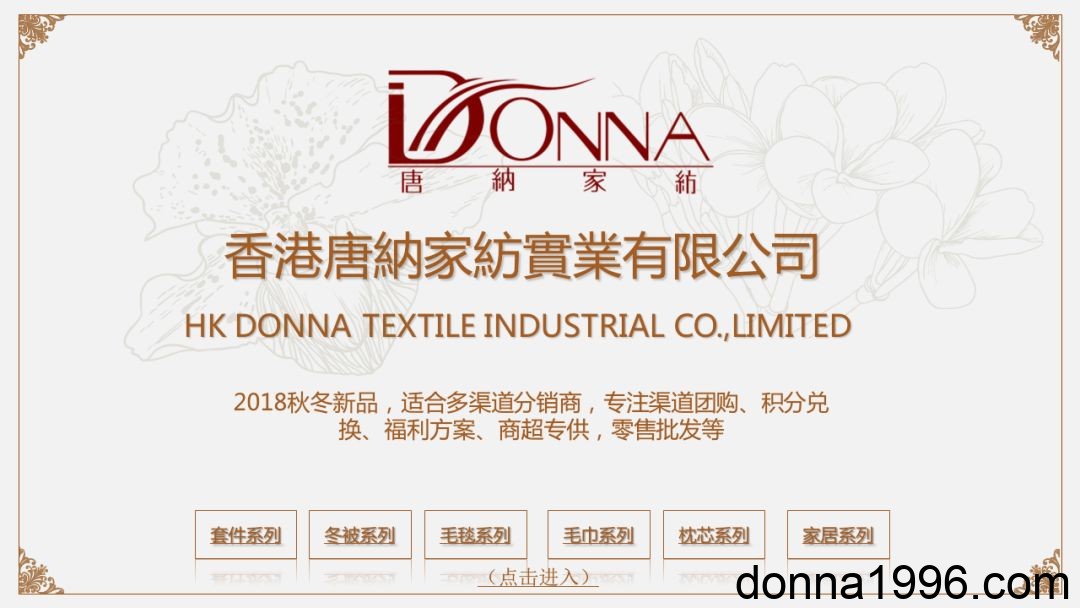 DONNA
唐納家紡
香港唐納家紡實業有限公司
HK DONNA TEXTILE INDUSTRIAL CO.,LIMITED
2018秋冬新品，适合多渠道分销商，专注渠道团购、积分兑
换、福利方案、商超专供，零售批发等
套件系列 冬被系列 毛毯系列 毛巾系列 枕芯系列 家居系列
（点击进入）
donna1996.com